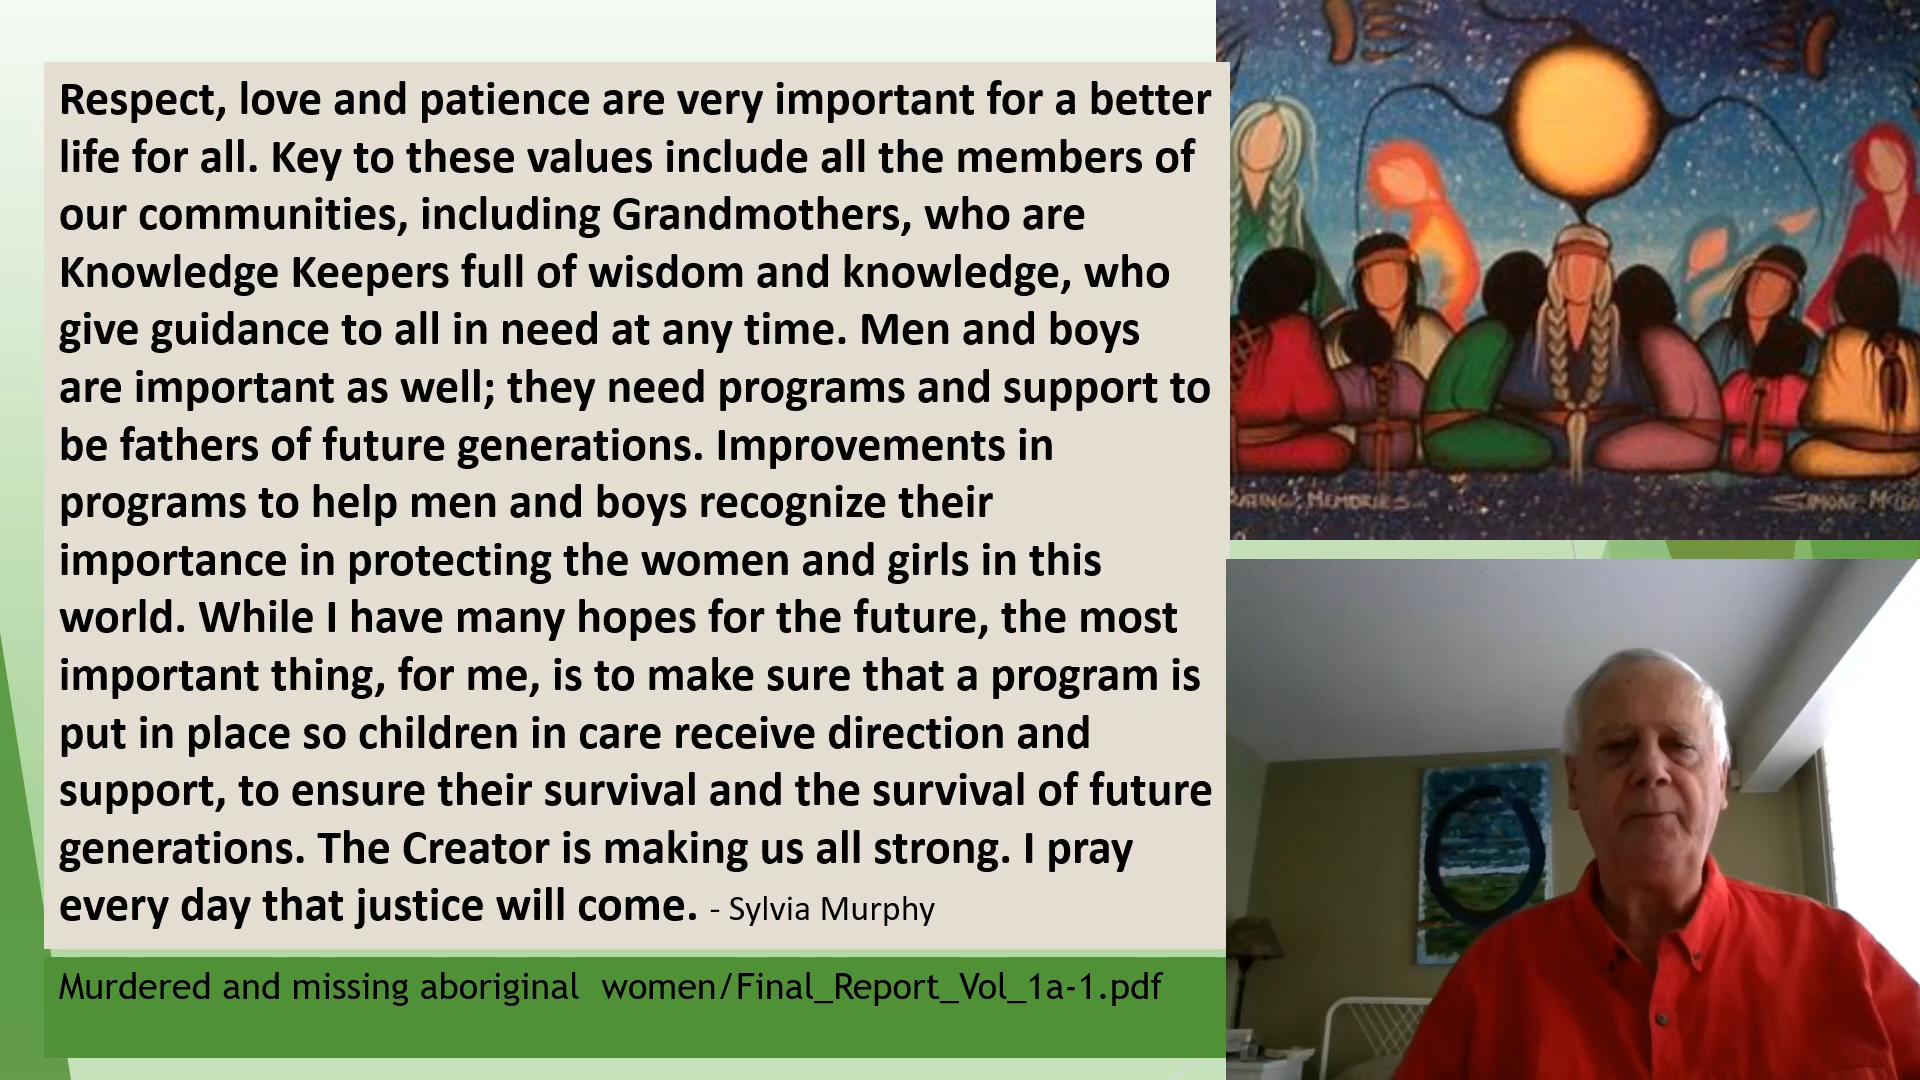 Respect, love and patience are very important for a better
life for all. Key to these values include all the members of
our communities, including Grandmothers, who are
Knowledge Keepers full of wisdom and knowledge, who
give guidance to all in need at any time. Men and boys
are important as well; they need programs and support to
be fathers of future generations. Improvements in
programs to help men and boys recognize their
importance in protecting the women and girls in this
world. While I have many hopes for the future, the most
important thing, for me, is to make sure that a program is
put in place so children in care receive direction and
support, to ensure their survival and the survival of future
generations. The Creator is making us all strong. I pray
every day that justice will come. - Sylvia Murphy
Murdered and missing aboriginal women/Final_Report_Vol_1a-1.pdf
MEMORIES